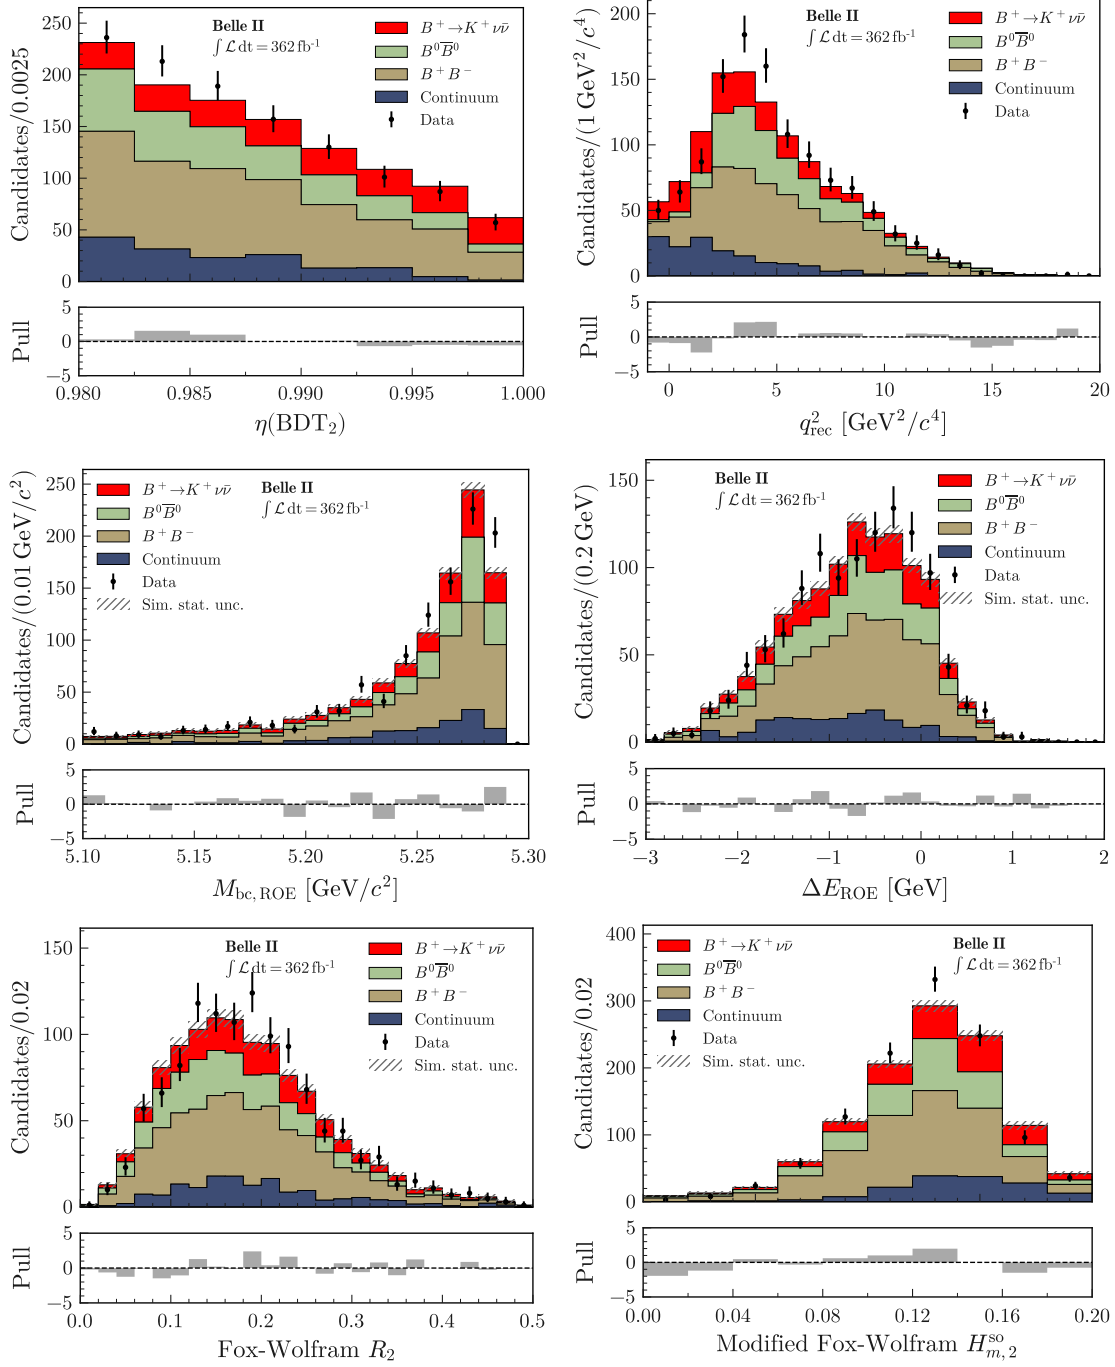 Belle II
∫ℒdt = 362 fb⁻¹
B⁺→K⁺νν̄
B⁰B̄⁰
B⁺B⁻
Continuum
Data
Candidates/0.0025
250
200
150
100
50
0
Pull
5
0
−5
0.980 0.985 0.990 0.995 1.000
η(BDT₂)
Belle II
∫ℒdt = 362 fb⁻¹
B⁺→K⁺νν̄
B⁰B̄⁰
B⁺B⁻
Continuum
Data
Candidates/(1 GeV²/c⁴)
200
150
100
50
0
Pull
5
0
−5
0 5 10 15 20
q²rec [GeV²/c⁴]
B⁺→K⁺νν̄
B⁰B̄⁰
B⁺B⁻
Continuum
Data
Sim. stat. unc.
Belle II
∫ℒdt = 362 fb⁻¹
Candidates/(0.01 GeV/c²)
250
200
150
100
50
0
Pull
5
0
−5
5.10 5.15 5.20 5.25 5.30
M_bc, ROE [GeV/c²]
Belle II
∫ℒdt = 362 fb⁻¹
B⁺→K⁺νν̄
B⁰B̄⁰
B⁺B⁻
Continuum
Data
Sim. stat. unc.
Candidates/(0.2 GeV)
150
100
50
0
Pull
5
0
−5
−3 −2 −1 0 1 2
ΔE_ROE [GeV]
Belle II
∫ℒdt = 362 fb⁻¹
B⁺→K⁺νν̄
B⁰B̄⁰
B⁺B⁻
Continuum
Data
Sim. stat. unc.
Candidates/0.02
150
100
50
0
Pull
5
0
−5
0.0 0.1 0.2 0.3 0.4 0.5
Fox-Wolfram R₂
B⁺→K⁺νν̄
B⁰B̄⁰
B⁺B⁻
Continuum
Data
Sim. stat. unc.
Belle II
∫ℒdt = 362 fb⁻¹
Candidates/0.02
400
300
200
100
0
Pull
5
0
−5
0.00 0.04 0.08 0.12 0.16 0.20
Modified Fox-Wolfram H^so_m, 2